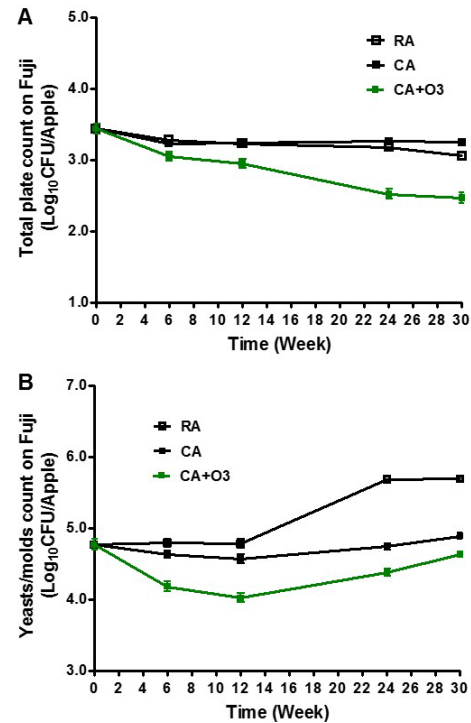 A
Total plate count on Fuji
(Log10CFU/Apple)
5.0
4.0
3.0
2.0
1.0
RA
CA
CA+O3
0 2 4 6 8 10 12 14 16 18 20 22 24 26 28 30
Time (Week)
B
Yeasts/molds count on Fuji
(Log10CFU/Apple)
7.0
6.0
5.0
4.0
3.0
RA
CA
CA+O3
0 2 4 6 8 10 12 14 16 18 20 22 24 26 28 30
Time (Week)